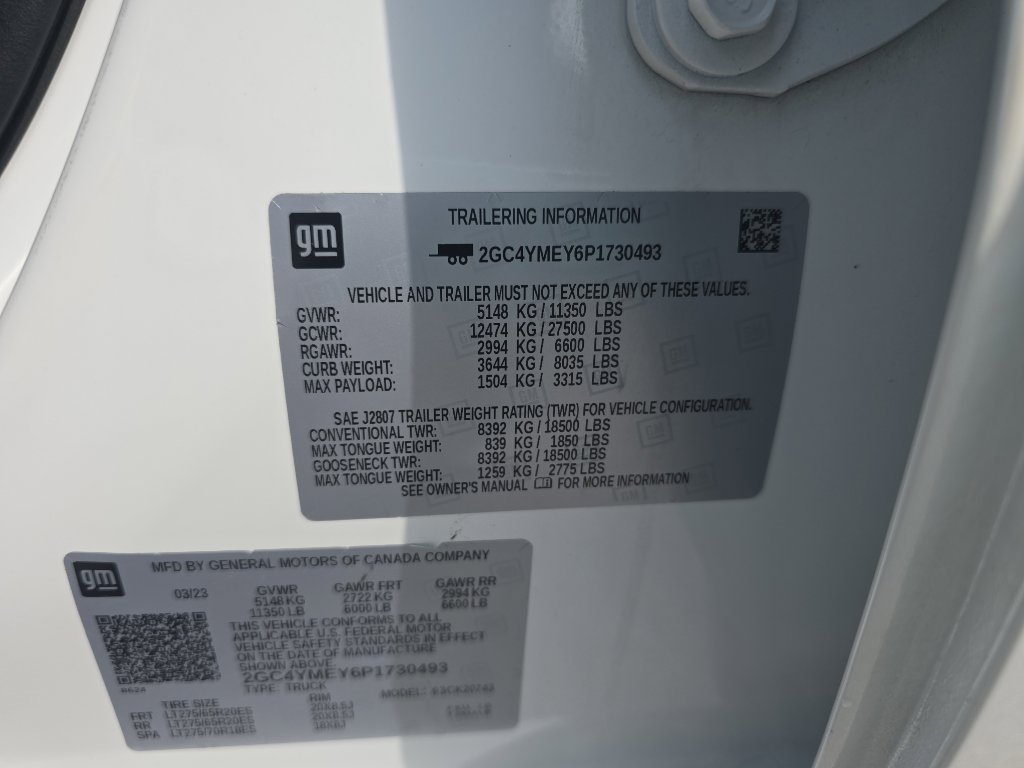 gm
TRAILERING INFORMATION
2GC4YMEY6P1730493
VEHICLE AND TRAILER MUST NOT EXCEED ANY OF THESE VALUES.
GVWR: 5148 KG / 11350 LBS
GCWR: 12474 KG / 27500 LBS
RGAWR: 2994 KG / 6600 LBS
CURB WEIGHT: 3644 KG / 8035 LBS
MAX PAYLOAD: 1504 KG / 3315 LBS
SAE J2807 TRAILER WEIGHT RATING (TWR) FOR VEHICLE CONFIGURATION.
CONVENTIONAL TWR: 8392 KG / 18500 LBS
MAX TONGUE WEIGHT: 839 KG / 1850 LBS
GOOSENECK TWR: 8392 KG / 18500 LBS
MAX TONGUE WEIGHT: 1259 KG / 2775 LBS
SEE OWNER'S MANUAL FOR MORE INFORMATION
gm
MFD BY GENERAL MOTORS OF CANADA COMPANY
03/23 GVWR GAWR FRT GAWR RR
5148 KG 2722 KG 2994 KG
11350 LB 6000 LB 6600 LB
THIS VEHICLE CONFORMS TO ALL
APPLICABLE U.S. FEDERAL MOTOR
VEHICLE SAFETY STANDARDS IN EFFECT
ON THE DATE OF MANUFACTURE
SHOWN ABOVE.
2GC4YMEY6P1730493
TYPE: TRUCK MODEL:
TIRE SIZE RIM
FRT LT275/65R20ES 20X8.5J
RR LT275/65R20ES 20X8.5J
SPA LT275/70R18ES 18X8J